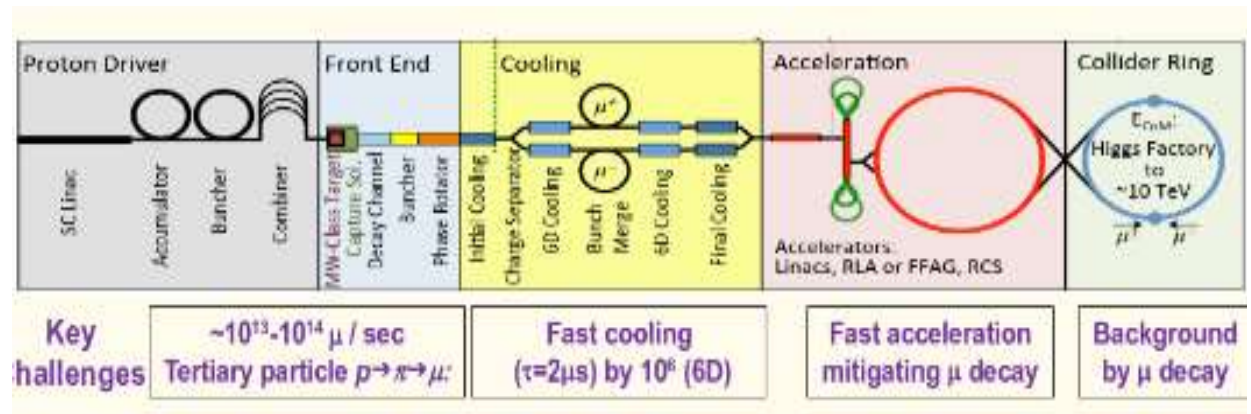 Proton Driver
Front End
Cooling
Acceleration
Collider Ring
SC Linac
Accumulator
Buncher
Combiner
MW-Class Target
Capture Sol.
Decay Channel
Buncher
Phase Rotator
Initial Cooling
Charge Separator
6D Cooling
μ+
μ-
Bunch
Merge
6D Cooling
Final Cooling
Accelerators:
Linacs, RLA or FFAG, RCS
ECoM:
Higgs Factory
to
~10 TeV
μ μ
Key
hallenges
~10¹³-10¹⁴ μ / sec
Tertiary particle p→π→μ:
Fast cooling
(τ=2μs) by 10⁶ (6D)
Fast acceleration
mitigating μ decay
Background
by μ decay